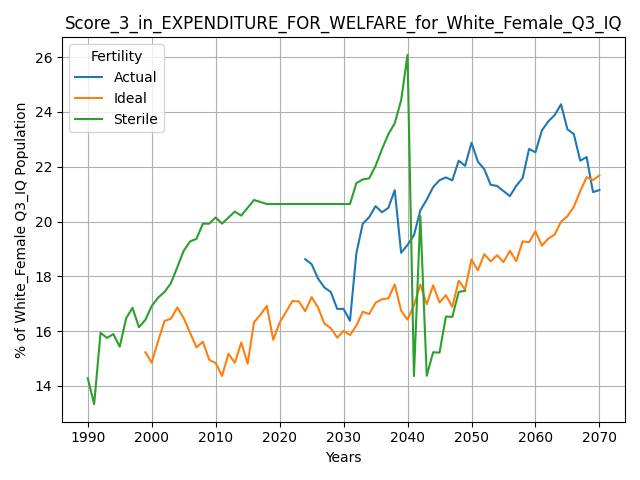 Score_3_in_EXPENDITURE_FOR_WELFARE_for_White_Female_Q3_IQ
Fertility
Actual
Ideal
Sterile
% of White_Female Q3_IQ Population
26
24
22
20
18
16
14
1990 2000 2010 2020 2030 2040 2050 2060 2070
Years